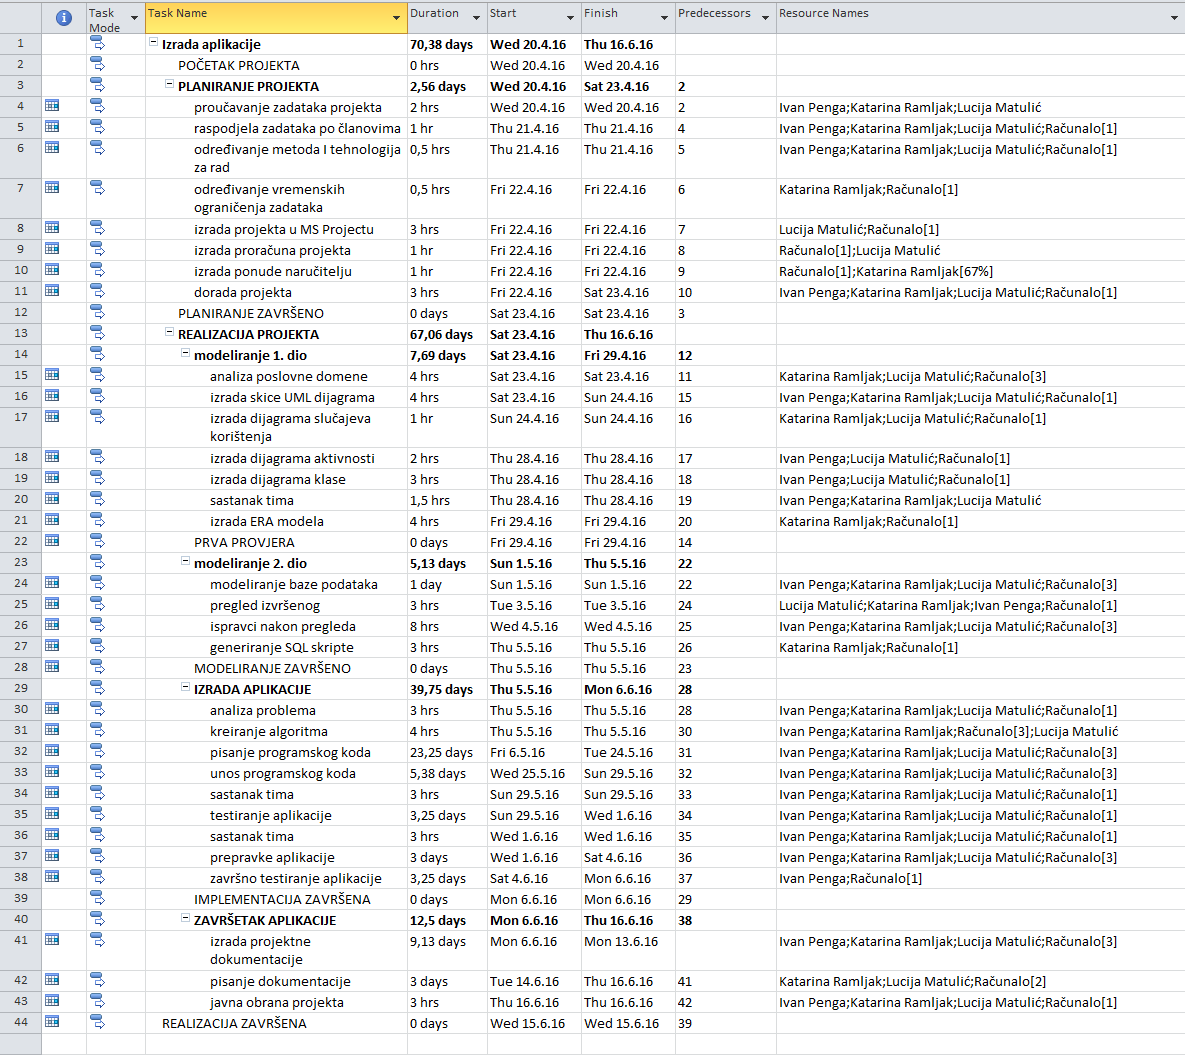 Task Mode Task Name Duration Start Finish Predecessors Resource Names
1 Izrada aplikacije 70,38 days Wed 20.4.16 Thu 16.6.16
2 POČETAK PROJEKTA 0 hrs Wed 20.4.16 Wed 20.4.16
3 PLANIRANJE PROJEKTA 2,56 days Wed 20.4.16 Sat 23.4.16 2
4 proučavanje zadataka projekta 2 hrs Wed 20.4.16 Wed 20.4.16 2 Ivan Penga;Katarina Ramljak;Lucija Matulić
5 raspodjela zadataka po članovima 1 hr Thu 21.4.16 Thu 21.4.16 4 Ivan Penga;Katarina Ramljak;Lucija Matulić;Računalo[1]
6 određivanje metoda I tehnologija 0,5 hrs Thu 21.4.16 Thu 21.4.16 5 Ivan Penga;Katarina Ramljak;Lucija Matulić;Računalo[1]
za rad
7 određivanje vremenskih 0,5 hrs Fri 22.4.16 Fri 22.4.16 6 Katarina Ramljak;Računalo[1]
ograničenja zadataka
8 izrada projekta u MS Projectu 3 hrs Fri 22.4.16 Fri 22.4.16 7 Lucija Matulić;Računalo[1]
9 izrada proračuna projekta 1 hr Fri 22.4.16 Fri 22.4.16 8 Računalo[1];Lucija Matulić
10 izrada ponude naručitelju 1 hr Fri 22.4.16 Fri 22.4.16 9 Računalo[1];Katarina Ramljak[67%]
11 dorada projekta 3 hrs Fri 22.4.16 Sat 23.4.16 10 Ivan Penga;Katarina Ramljak;Lucija Matulić;Računalo[1]
12 PLANIRANJE ZAVRŠENO 0 days Sat 23.4.16 Sat 23.4.16 3
13 REALIZACIJA PROJEKTA 67,06 days Sat 23.4.16 Thu 16.6.16
14 modeliranje 1. dio 7,69 days Sat 23.4.16 Fri 29.4.16 12
15 analiza poslovne domene 4 hrs Sat 23.4.16 Sat 23.4.16 11 Katarina Ramljak;Lucija Matulić;Računalo[3]
16 izrada skice UML dijagrama 4 hrs Sat 23.4.16 Sun 24.4.16 15 Ivan Penga;Katarina Ramljak;Lucija Matulić;Računalo[1]
17 izrada dijagrama slučajeva 1 hr Sun 24.4.16 Sun 24.4.16 16 Katarina Ramljak;Lucija Matulić;Računalo[1]
korištenja
18 izrada dijagrama aktivnosti 2 hrs Thu 28.4.16 Thu 28.4.16 17 Ivan Penga;Lucija Matulić;Računalo[1]
19 izrada dijagrama klase 3 hrs Thu 28.4.16 Thu 28.4.16 18 Ivan Penga;Lucija Matulić;Računalo[1]
20 sastanak tima 1,5 hrs Thu 28.4.16 Thu 28.4.16 19 Ivan Penga;Katarina Ramljak;Lucija Matulić
21 izrada ERA modela 4 hrs Fri 29.4.16 Fri 29.4.16 20 Katarina Ramljak;Računalo[1]
22 PRVA PROVJERA 0 days Fri 29.4.16 Fri 29.4.16 14
23 modeliranje 2. dio 5,13 days Sun 1.5.16 Thu 5.5.16 22
24 modeliranje baze podataka 1 day Sun 1.5.16 Sun 1.5.16 22 Ivan Penga;Katarina Ramljak;Lucija Matulić;Računalo[3]
25 pregled izvršenog 3 hrs Tue 3.5.16 Tue 3.5.16 24 Lucija Matulić;Katarina Ramljak;Ivan Penga;Računalo[1]
26 ispravci nakon pregleda 8 hrs Wed 4.5.16 Wed 4.5.16 25 Ivan Penga;Katarina Ramljak;Lucija Matulić;Računalo[3]
27 generiranje SQL skripte 3 hrs Thu 5.5.16 Thu 5.5.16 26 Katarina Ramljak;Računalo[1]
28 MODELIRANJE ZAVRŠENO 0 days Thu 5.5.16 Thu 5.5.16 23
29 IZRADA APLIKACIJE 39,75 days Thu 5.5.16 Mon 6.6.16 28
30 analiza problema 3 hrs Thu 5.5.16 Thu 5.5.16 28 Ivan Penga;Katarina Ramljak;Lucija Matulić;Računalo[1]
31 kreiranje algoritma 4 hrs Thu 5.5.16 Thu 5.5.16 30 Ivan Penga;Katarina Ramljak;Računalo[3];Lucija Matulić
32 pisanje programskog koda 23,25 days Fri 6.5.16 Tue 24.5.16 31 Ivan Penga;Katarina Ramljak;Lucija Matulić;Računalo[3]
33 unos programskog koda 5,38 days Wed 25.5.16 Sun 29.5.16 32 Ivan Penga;Katarina Ramljak;Lucija Matulić;Računalo[3]
34 sastanak tima 3 hrs Sun 29.5.16 Sun 29.5.16 33 Ivan Penga;Katarina Ramljak;Lucija Matulić;Računalo[1]
35 testiranje aplikacije 3,25 days Sun 29.5.16 Wed 1.6.16 34 Ivan Penga;Katarina Ramljak;Lucija Matulić;Računalo[1]
36 sastanak tima 3 hrs Wed 1.6.16 Wed 1.6.16 35 Ivan Penga;Katarina Ramljak;Lucija Matulić;Računalo[1]
37 prepravke aplikacije 3 days Wed 1.6.16 Sat 4.6.16 36 Ivan Penga;Katarina Ramljak;Lucija Matulić;Računalo[3]
38 završno testiranje aplikacije 3,25 days Sat 4.6.16 Mon 6.6.16 37 Ivan Penga;Računalo[1]
39 IMPLEMENTACIJA ZAVRŠENA 0 days Mon 6.6.16 Mon 6.6.16 29
40 ZAVRŠETAK APLIKACIJE 12,5 days Mon 6.6.16 Thu 16.6.16 38
41 izrada projektne 9,13 days Mon 6.6.16 Mon 13.6.16 Ivan Penga;Katarina Ramljak;Lucija Matulić;Računalo[3]
dokumentacije
42 pisanje dokumentacije 3 days Tue 14.6.16 Thu 16.6.16 41 Katarina Ramljak;Lucija Matulić;Računalo[2]
43 javna obrana projekta 3 hrs Thu 16.6.16 Thu 16.6.16 42 Ivan Penga;Katarina Ramljak;Lucija Matulić;Računalo[1]
44 REALIZACIJA ZAVRŠENA 0 days Wed 15.6.16 Wed 15.6.16 39